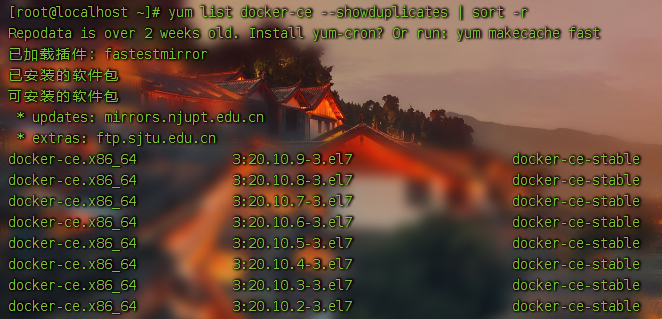 [root@localhost ~]# yum list docker-ce --showduplicates | sort -r
Repodata is over 2 weeks old. Install yum-cron? Or run: yum makecache fast
已加载插件: fastestmirror
已安装的软件包
可安装的软件包
 * updates: mirrors.njupt.edu.cn
 * extras: ftp.sjtu.edu.cn
docker-ce.x86_64            3:20.10.9-3.el7                    docker-ce-stable
docker-ce.x86_64            3:20.10.8-3.el7                    docker-ce-stable
docker-ce.x86_64            3:20.10.7-3.el7                    docker-ce-stable
docker-ce.x86_64            3:20.10.6-3.el7                    docker-ce-stable
docker-ce.x86_64            3:20.10.5-3.el7                    docker-ce-stable
docker-ce.x86_64            3:20.10.4-3.el7                    docker-ce-stable
docker-ce.x86_64            3:20.10.3-3.el7                    docker-ce-stable
docker-ce.x86_64            3:20.10.2-3.el7                    docker-ce-stable